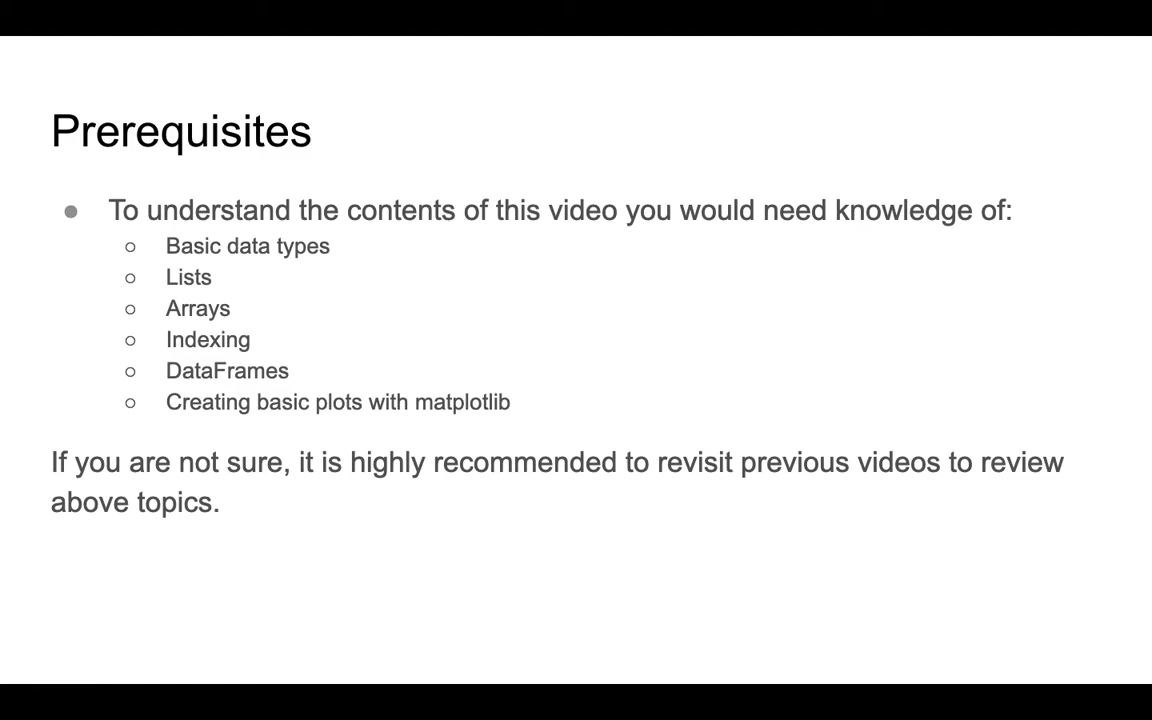 Prerequisites
● To understand the contents of this video you would need knowledge of:
○ Basic data types
○ Lists
○ Arrays
○ Indexing
○ DataFrames
○ Creating basic plots with matplotlib
If you are not sure, it is highly recommended to revisit previous videos to review
above topics.